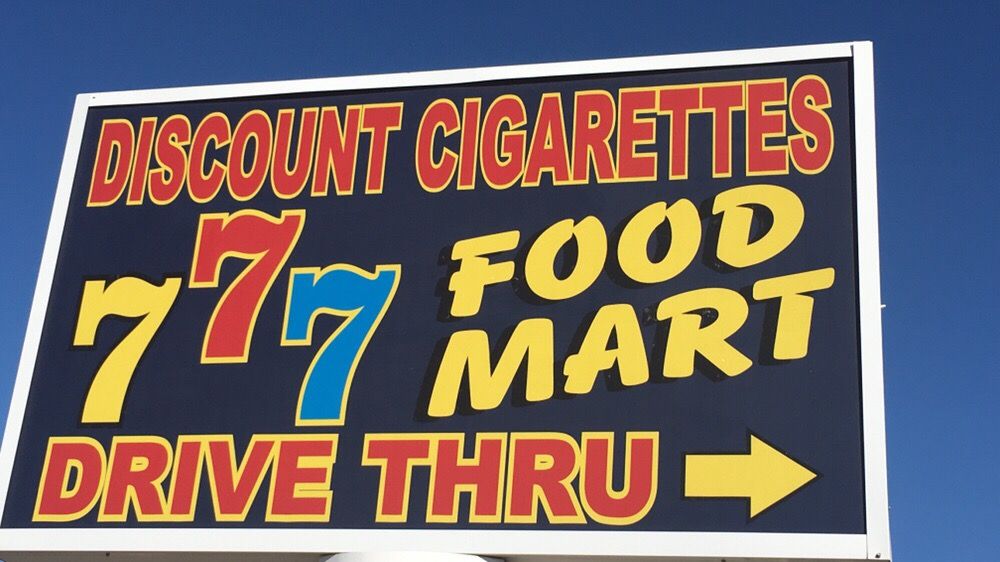 DISCOUNT CIGARETTES
777 FOOD
MART
DRIVE THRU